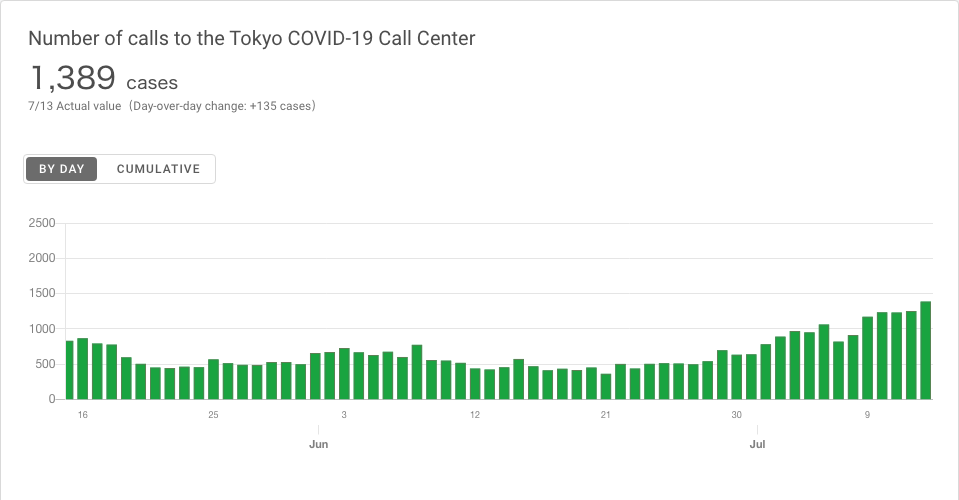 Number of calls to the Tokyo COVID-19 Call Center
1,389 cases
7/13 Actual value（Day-over-day change: +135 cases）
BY DAY CUMULATIVE
2500
2000
1500
1000
500
0
16 25 3 12 21 30 9
Jun Jul